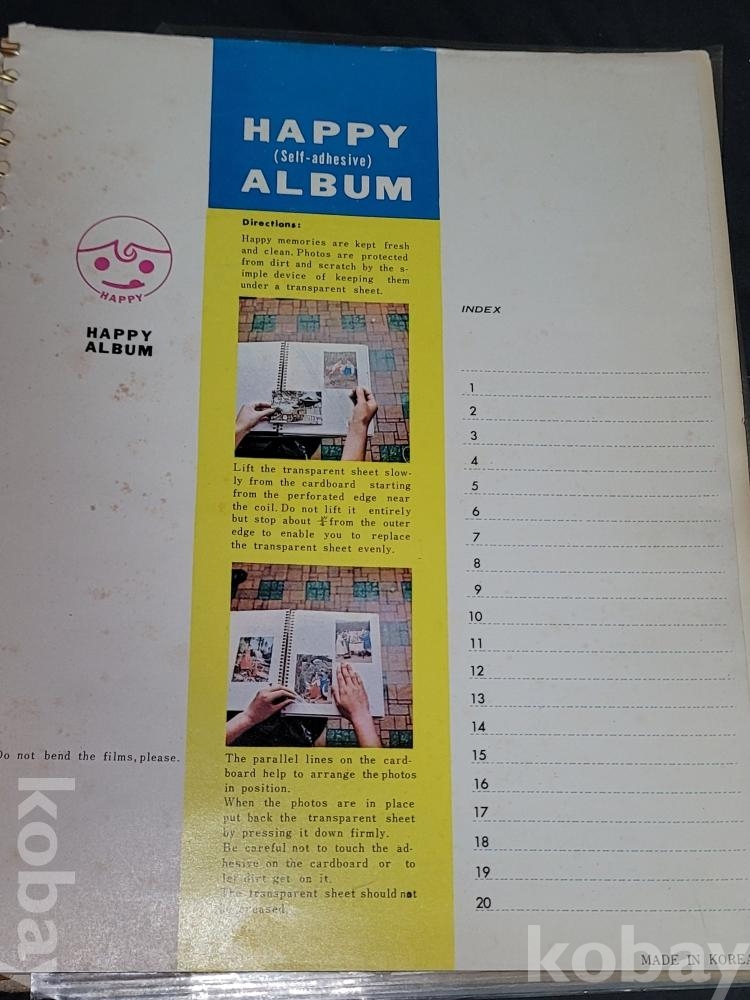 HAPPY
(Self-adhesive)
ALBUM
Directions:
Happy memories are kept fresh
and clean. Photos are protected
from dirt and scratch by the s-
imple device of keeping them
under a transparent sheet.
HAPPY
HAPPY
ALBUM
Lift the transparent sheet slow-
ly from the cardboard starting
from the perforated edge near
the coil. Do not lift it entirely
but stop about from the outer
edge to enable you to replace
the transparent sheet evenly.
Do not bend the films, please.
The parallel lines on the card-
board help to arrange the photos
in position.
When the photos are in place
put back the transparent sheet
by pressing it down firmly.
Be careful not to touch the ad-
hesive on the cardboard or to
let dirt get on it.
The transparent sheet should not
be creased.
INDEX
1
2
3
4
5
6
7
8
9
10
11
12
13
14
15
16
17
18
19
20
MADE IN KOREA
kobay
kobay